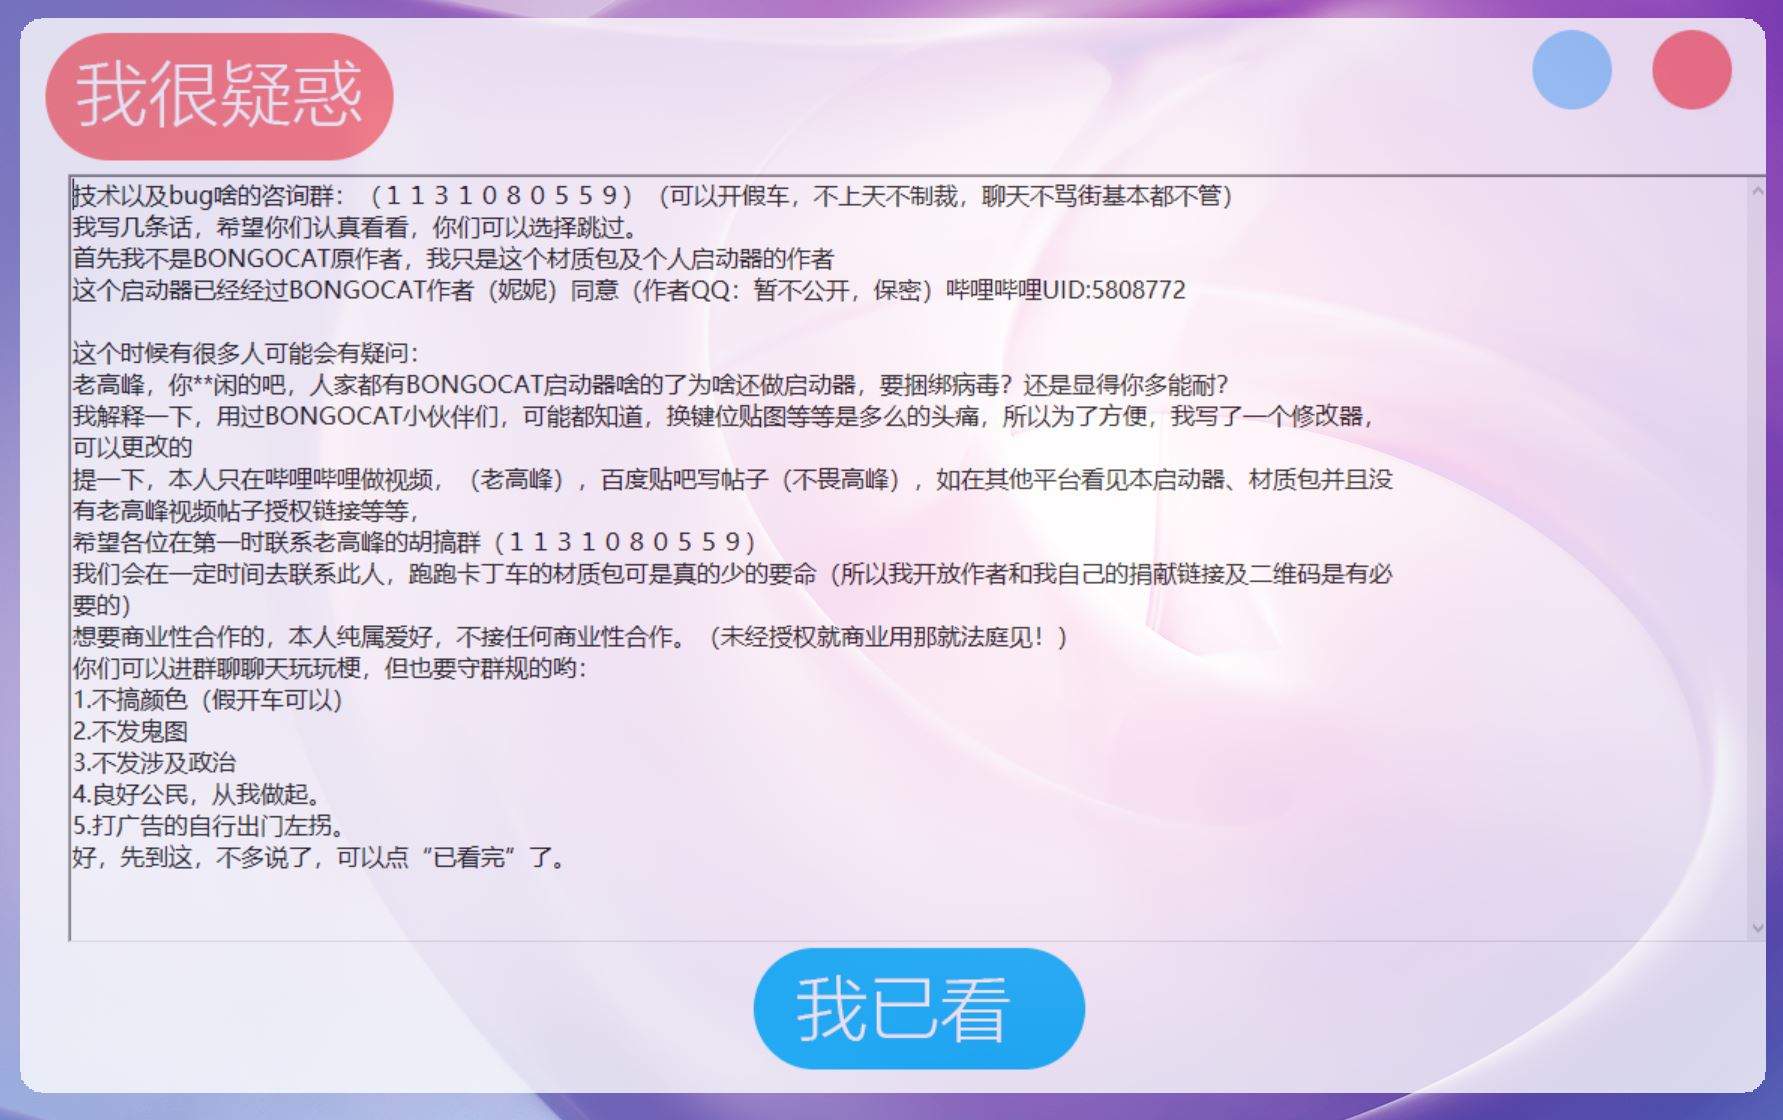 我很疑惑
技术以及bug啥的咨询群：（１１３１０８０５５９）（可以开假车，不上天不制裁，聊天不骂街基本都不管）
我写几条话，希望你们认真看看，你们可以选择跳过。
首先我不是BONGOCAT原作者，我只是这个材质包及个人启动器的作者
这个启动器已经经过BONGOCAT作者（妮妮）同意（作者QQ：暂不公开，保密）哔哩哔哩UID:5808772
这个时候有很多人可能会有疑问：
老高峰，你**闲的吧，人家都有BONGOCAT启动器啥的了为啥还做启动器，要捆绑病毒？还是显得你多能耐？
我解释一下，用过BONGOCAT小伙伴们，可能都知道，换键位贴图等等是多么的头痛，所以为了方便，我写了一个修改器，
可以更改的
提一下，本人只在哔哩哔哩做视频，（老高峰），百度贴吧写帖子（不畏高峰），如在其他平台看见本启动器、材质包并且没
有老高峰视频帖子授权链接等等，
希望各位在第一时联系老高峰的胡搞群（１１３１０８０５５９）
我们会在一定时间去联系此人，跑跑卡丁车的材质包可是真的少的要命（所以我开放作者和我自己的捐献链接及二维码是有必
要的）
想要商业性合作的，本人纯属爱好，不接任何商业性合作。（未经授权就商业用那就法庭见！）
你们可以进群聊聊天玩玩梗，但也要守群规的哟：
1.不搞颜色（假开车可以）
2.不发鬼图
3.不发涉及政治
4.良好公民，从我做起。
5.打广告的自行出门左拐。
好，先到这，不多说了，可以点“已看完”了。
我已看